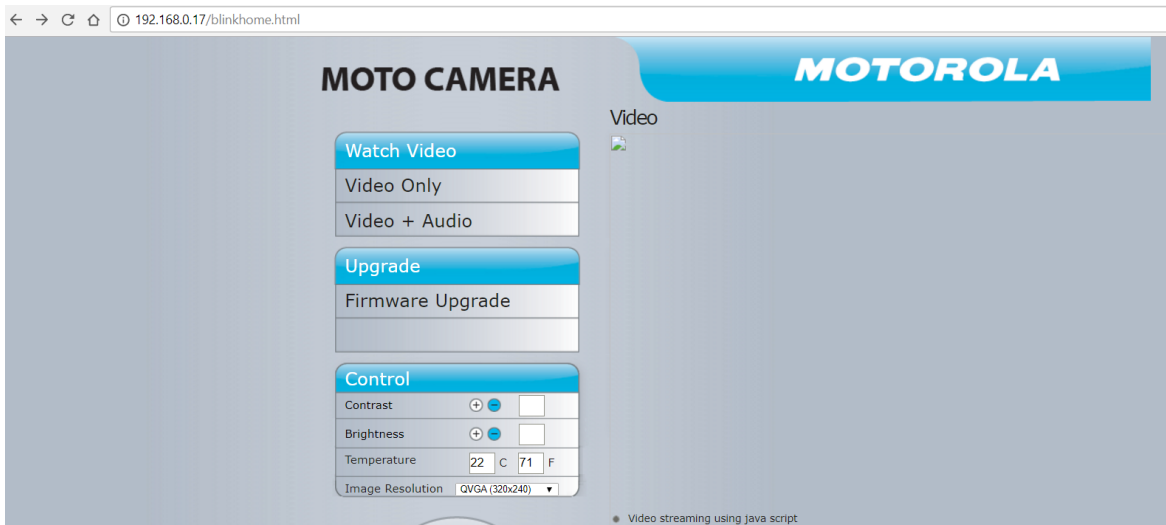 192.168.0.17/blinkhome.html
MOTO CAMERA
MOTOROLA
Video
Watch Video
Video Only
Video + Audio
Upgrade
Firmware Upgrade
Control
Contrast
Brightness
Temperature 22 C 71 F
Image Resolution QVGA (320x240)
Video streaming using java script